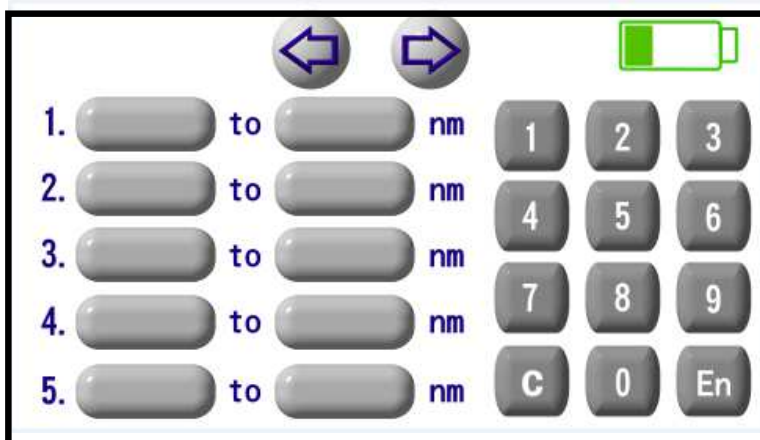 1. to nm
2. to nm
3. to nm
4. to nm
5. to nm
1 2 3
4 5 6
7 8 9
C 0 En